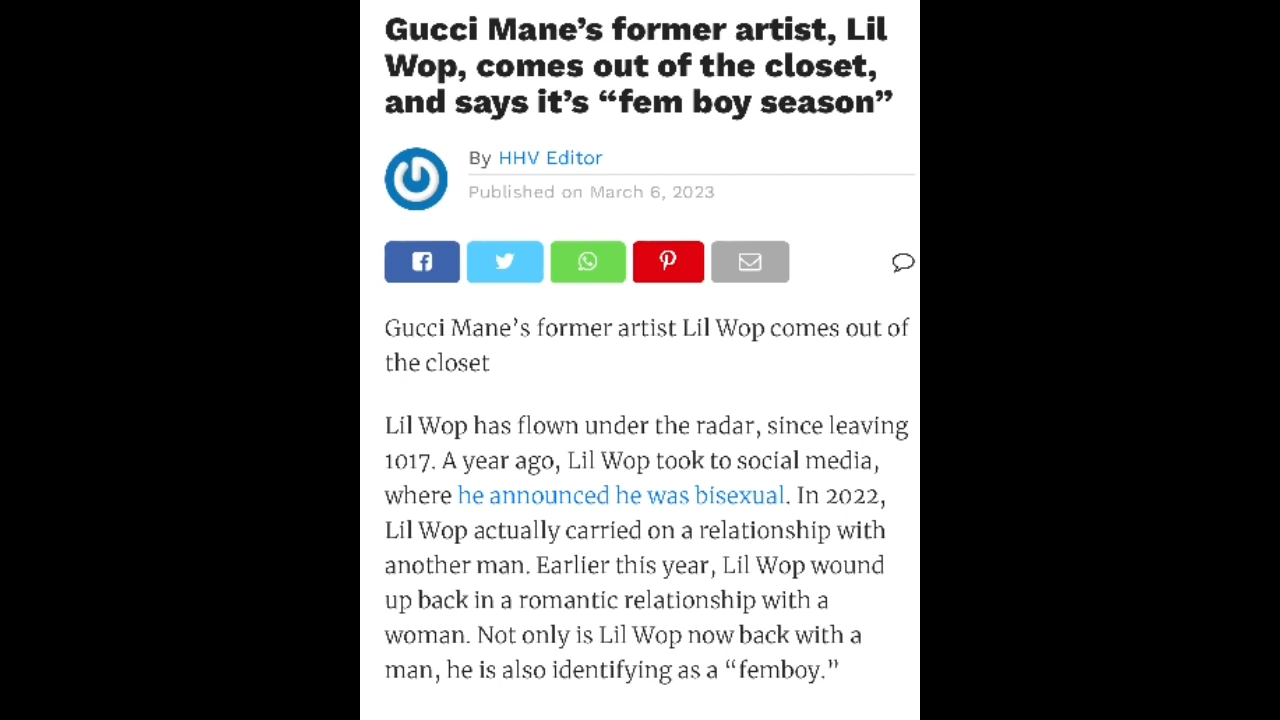 Gucci Mane’s former artist, Lil
Wop, comes out of the closet,
and says it’s “fem boy season”
By HHV Editor
Published on March 6, 2023
Gucci Mane’s former artist Lil Wop comes out of
the closet
Lil Wop has flown under the radar, since leaving
1017. A year ago, Lil Wop took to social media,
where he announced he was bisexual. In 2022,
Lil Wop actually carried on a relationship with
another man. Earlier this year, Lil Wop wound
up back in a romantic relationship with a
woman. Not only is Lil Wop now back with a
man, he is also identifying as a “femboy.”